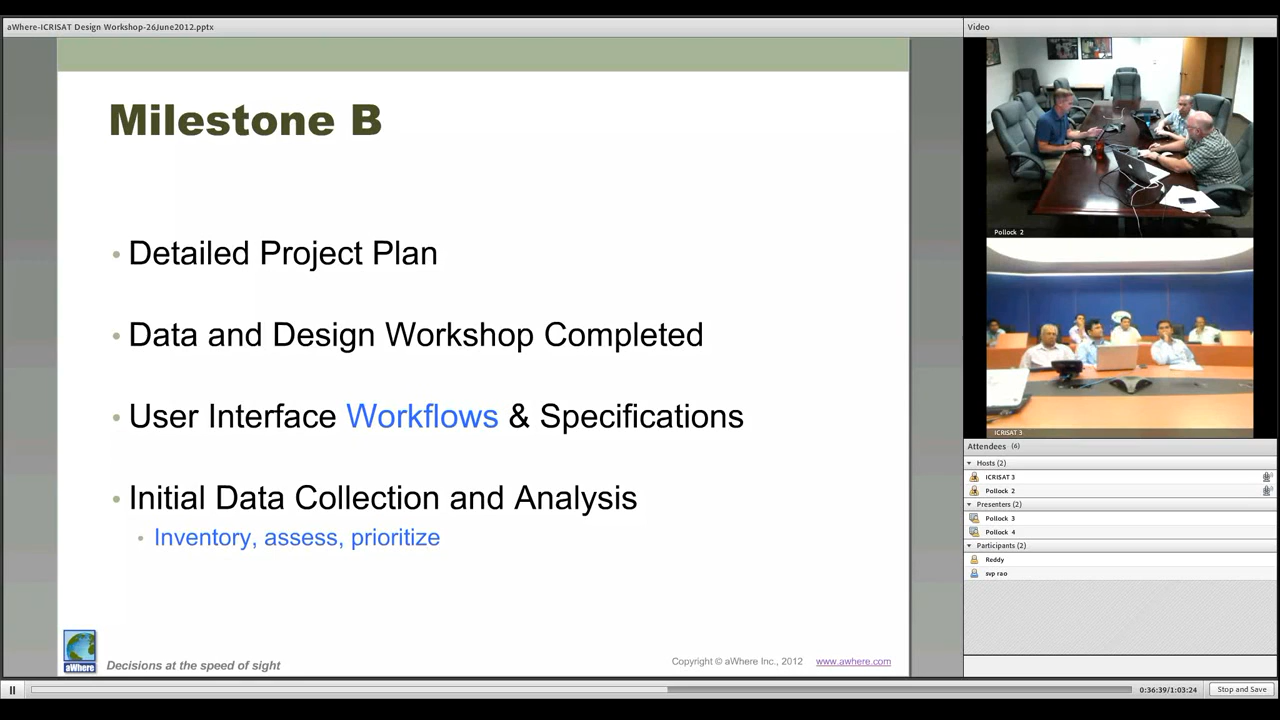 aWhere-ICRISAT Design Workshop-26June2012.pptx
Milestone B
• Detailed Project Plan
• Data and Design Workshop Completed
• User Interface Workflows & Specifications
• Initial Data Collection and Analysis
• Inventory, assess, prioritize
aWhere
Decisions at the speed of sight
Copyright © aWhere Inc., 2012 www.awhere.com
Video
Pollock 2
ICRISAT 3
Attendees (6)
Hosts (2)
ICRISAT 3
Pollock 2
Presenters (2)
Pollock 3
Pollock 4
Participants (2)
Reddy
svp rao
0:36:39/1:03:24
Stop and Save